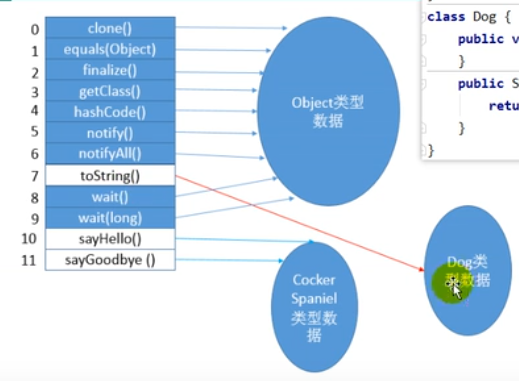 0 clone()
1 equals(Object)
2 finalize()
3 getClass()
4 hashCode()
5 notify()
6 notifyAll()
7 toString()
8 wait()
9 wait(long)
10 sayHello()
11 sayGoodbye ()
Object类型
数据
Cocker
Spaniel
类型数
据
Dog类
型数据
class Dog {
public v
}
public S
retu
}
}